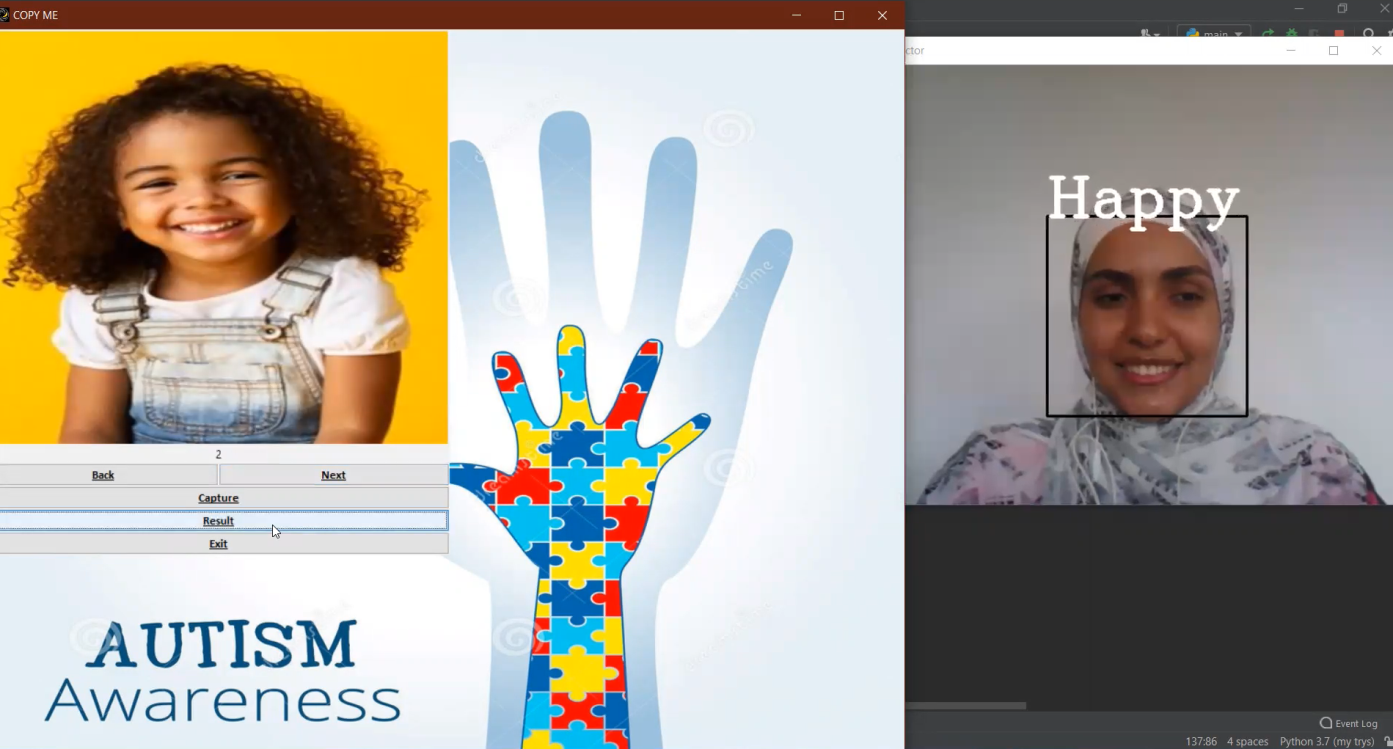 COPY ME
2
Back
Next
Capture
Result
Exit
AUTISM
Awareness
main
ctor
Happy
Event Log
137:86 4 spaces Python 3.7 (my trys)